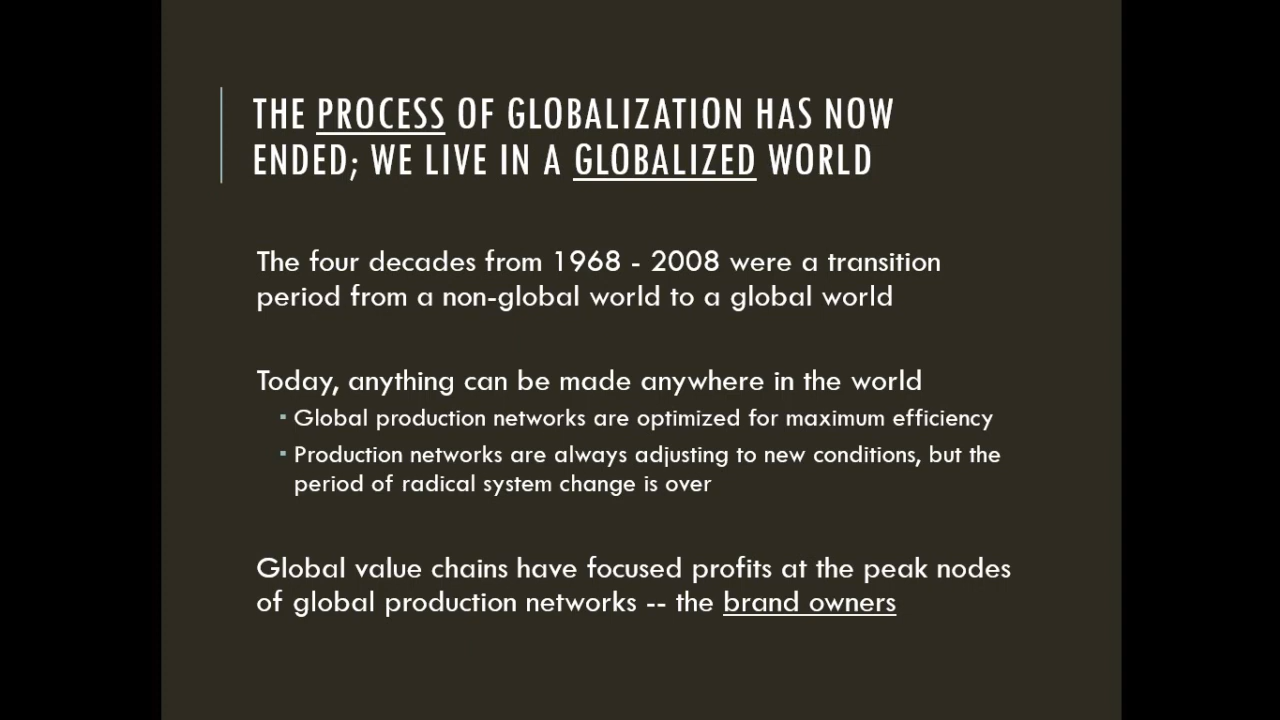 THE PROCESS OF GLOBALIZATION HAS NOW
ENDED; WE LIVE IN A GLOBALIZED WORLD
The four decades from 1968 - 2008 were a transition
period from a non-global world to a global world
Today, anything can be made anywhere in the world
▪ Global production networks are optimized for maximum efficiency
▪ Production networks are always adjusting to new conditions, but the
period of radical system change is over
Global value chains have focused profits at the peak nodes
of global production networks -- the brand owners